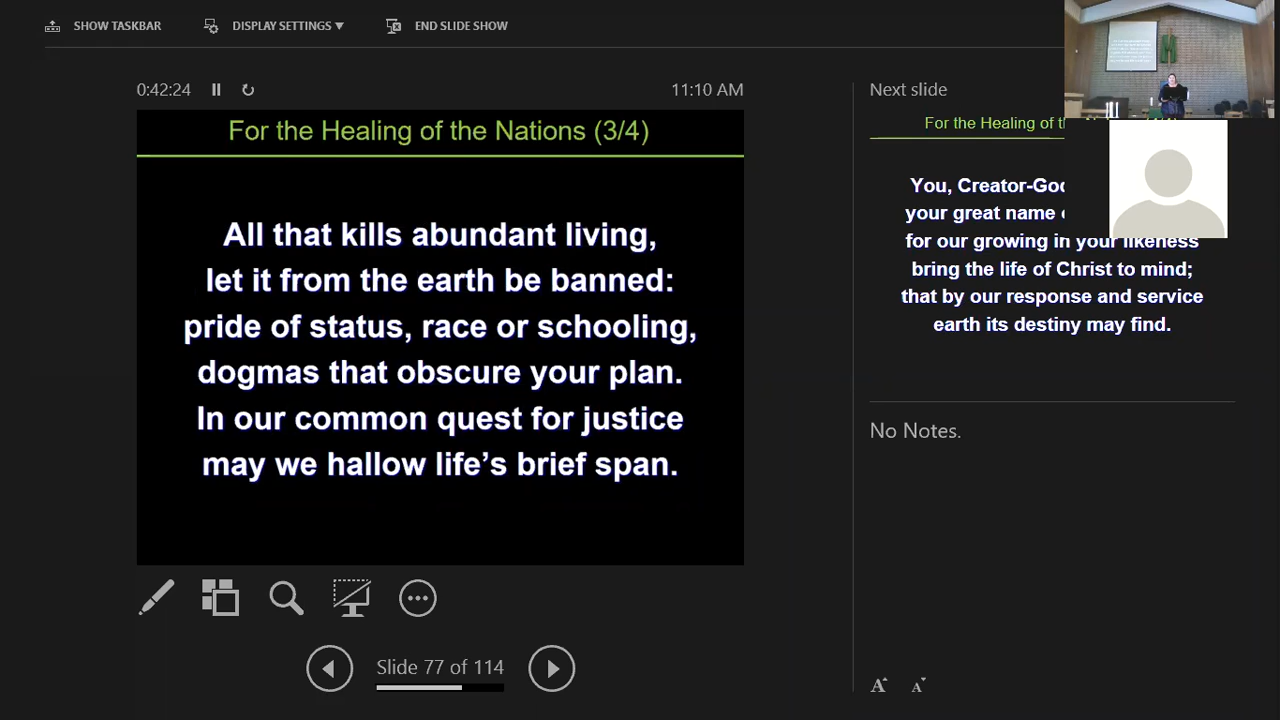 SHOW TASKBAR DISPLAY SETTINGS ▼ END SLIDE SHOW
0:42:24 11:10 AM
For the Healing of the Nations (3/4)
All that kills abundant living,
let it from the earth be banned:
pride of status, race or schooling,
dogmas that obscure your plan.
In our common quest for justice
may we hallow life’s brief span.
Slide 77 of 114
Next slide
For the Healing of
You, Creator-God
your great name
for our growing in your likeness
bring the life of Christ to mind;
that by our response and service
earth its destiny may find.
No Notes.
A A